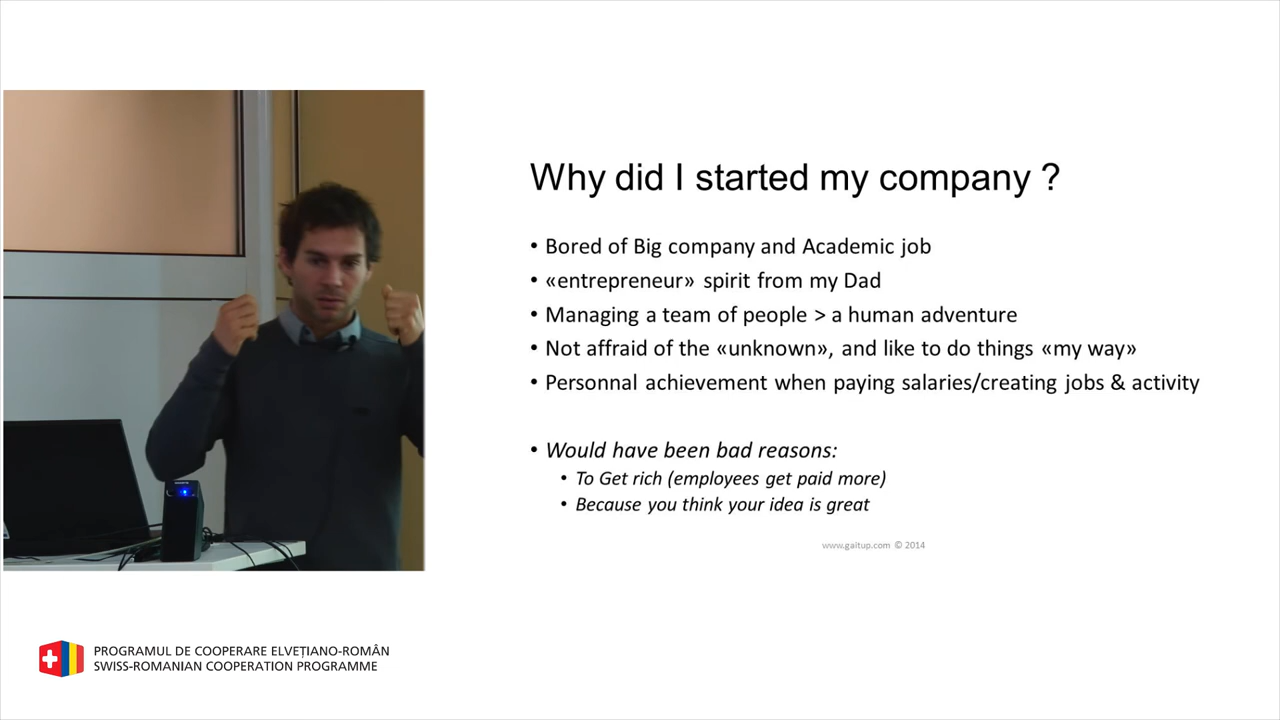 Why did I started my company ?
• Bored of Big company and Academic job
• «entrepreneur» spirit from my Dad
• Managing a team of people > a human adventure
• Not affraid of the «unknown», and like to do things «my way»
• Personnal achievement when paying salaries/creating jobs & activity
• Would have been bad reasons:
• To Get rich (employees get paid more)
• Because you think your idea is great
www.gaitup.com © 2014
PROGRAMUL DE COOPERARE ELVEȚIANO-ROMÂN
SWISS-ROMANIAN COOPERATION PROGRAMME